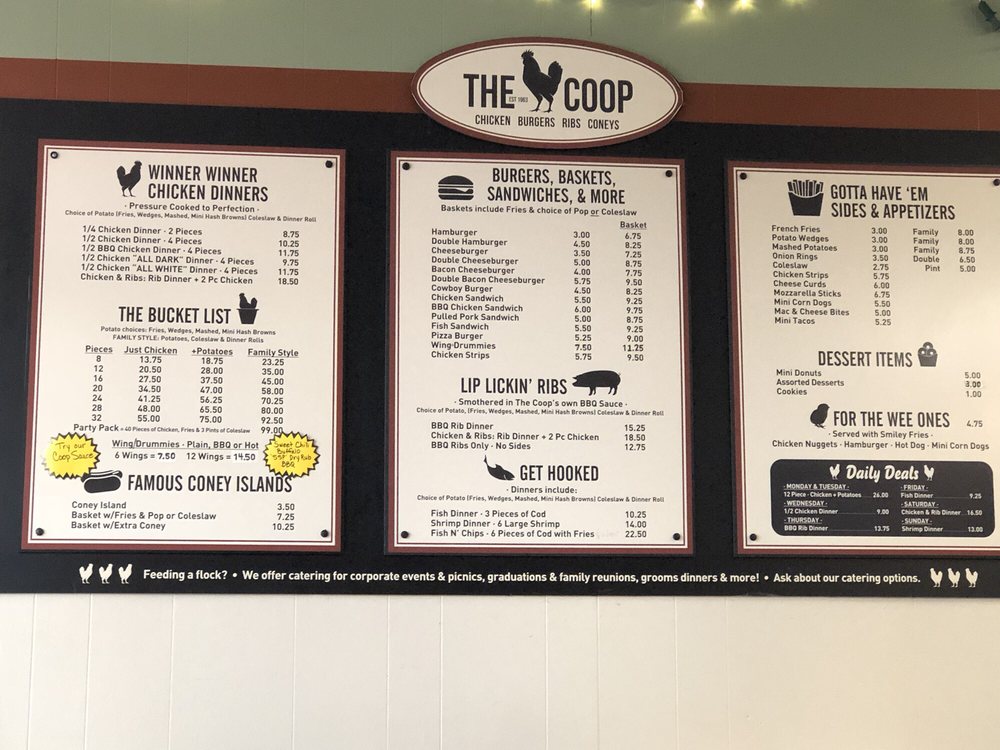 THE COOP
EST 1963
CHICKEN BURGERS RIBS CONEYS
WINNER WINNER
CHICKEN DINNERS
· Pressure Cooked to Perfection ·
Choice of Potato (Fries, Wedges, Mashed, Mini Hash Browns) Coleslaw & Dinner Roll
1/4 Chicken Dinner · 2 Pieces 8.75
1/2 Chicken Dinner · 4 Pieces 10.25
1/2 BBQ Chicken Dinner · 4 Pieces 11.75
1/2 Chicken "ALL DARK" Dinner · 4 Pieces 9.75
1/2 Chicken "ALL WHITE" Dinner · 4 Pieces 11.75
Chicken & Ribs: Rib Dinner + 2 Pc Chicken 18.50
THE BUCKET LIST
Potato choices: Fries, Wedges, Mashed, Mini Hash Browns
FAMILY STYLE: Potatoes, Coleslaw & Dinner Rolls
Pieces Just Chicken +Potatoes Family Style
8 13.75 18.75 23.25
12 20.50 28.00 35.00
16 27.50 37.50 45.00
20 34.50 47.00 58.00
24 41.25 56.25 70.25
28 48.00 65.50 80.00
32 55.00 75.00 92.50
Party Pack = 40 Pieces of Chicken, Fries & 3 Pints of Coleslaw 99.00
Try our
Coop Sauce
Wing/Drummies · Plain, BBQ or Hot
6 Wings = 7.50 12 Wings = 14.50
Sweet Chili
Buffalo
Dry Rub
BBQ
FAMOUS CONEY ISLANDS
Coney Island 3.50
Basket w/Fries & Pop or Coleslaw 7.25
Basket w/Extra Coney 10.25
BURGERS, BASKETS,
SANDWICHES, & MORE
Baskets include Fries & choice of Pop or Coleslaw
Basket
Hamburger 3.00 6.75
Double Hamburger 4.50 8.25
Cheeseburger 3.50 7.25
Double Cheeseburger 5.00 8.75
Bacon Cheeseburger 4.00 7.75
Double Bacon Cheeseburger 5.75 9.50
Cowboy Burger 4.50 8.25
Chicken Sandwich 5.50 9.25
BBQ Chicken Sandwich 6.00 9.75
Pulled Pork Sandwich 5.00 8.75
Fish Sandwich 5.50 9.25
Pizza Burger 5.25 9.00
Wing-Drummies 7.50 11.25
Chicken Strips 5.75 9.50
LIP LICKIN' RIBS
· Smothered in The Coop's own BBQ Sauce ·
Choice of Potato, (Fries, Wedges, Mashed, Mini Hash Browns) Coleslaw & Dinner Roll
BBQ Rib Dinner 15.25
Chicken & Ribs: Rib Dinner + 2 Pc Chicken 18.50
BBQ Ribs Only · No Sides 12.75
GET HOOKED
· Dinners include:
Choice of Potato, (Fries, Wedges, Mashed, Mini Hash Browns) Coleslaw & Dinner Roll
Fish Dinner · 3 Pieces of Cod 10.25
Shrimp Dinner · 6 Large Shrimp 14.00
Fish N' Chips · 6 Pieces of Cod with Fries 22.50
GOTTA HAVE 'EM
SIDES & APPETIZERS
French Fries 3.00 Family 8.00
Potato Wedges 3.00 Family 8.00
Mashed Potatoes 3.00 Family 8.75
Onion Rings 3.50 Double 6.50
Coleslaw 2.75 Pint 5.00
Chicken Strips 5.75
Cheese Curds 6.00
Mozzarella Sticks 6.75
Mini Corn Dogs 5.50
Mac & Cheese Bites 5.00
Mini Tacos 5.25
DESSERT ITEMS
Mini Donuts 5.00
Assorted Desserts 3.00
Cookies 1.00
FOR THE WEE ONES 4.75
· Served with Smiley Fries ·
Chicken Nuggets · Hamburger · Hot Dog · Mini Corn Dogs
Daily Deals
· MONDAY & TUESDAY ·
12 Piece · Chicken + Potatoes 26.00
· WEDNESDAY ·
1/2 Chicken Dinner 9.00
· THURSDAY ·
BBQ Rib Dinner 13.75
· FRIDAY ·
Fish Dinner 9.25
· SATURDAY ·
Chicken & Rib Dinner 16.50
· SUNDAY ·
Shrimp Dinner 13.00
Feeding a flock? • We offer catering for corporate events & picnics, graduations & family reunions, grooms dinners & more! • Ask about our catering options.